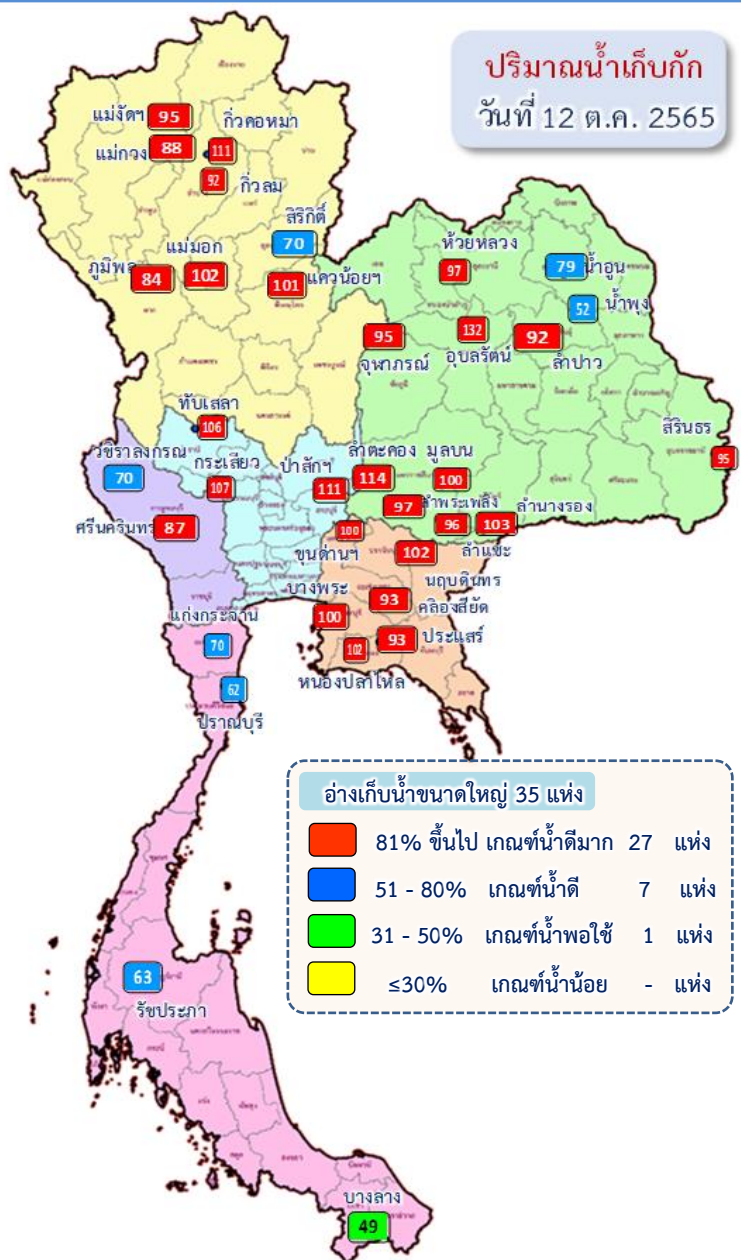 ปริมาณน้ำเก็บกัก
วันที่ 12 ต.ค. 2565
แม่งัดฯ 95
กิ่วคอหมา
แม่กวง 88 111
92 กิ่วลม
สิริกิติ์
70
แม่มอก
ภูมิพล 84 102
101 แควน้อยฯ
ห้วยหลวง
97
79 น้ำอูน
52 น้ำพุง
95
จุฬาภรณ์
132
อุบลรัตน์
92
ลำปาว
สิรินธร
95
ทับเสลา
106
วชิราลงกรณ
70
กระเสียว
107
ป่าสักฯ
111
ลำตะคอง
114
มูลบน
100
ศรีนครินทร 87
97 ลำพระเพลิง
96
ลำแชะ
ลำนางรอง
103
100
ขุนด่านฯ
102
นฤบดินทร
บางพระ
100
93 คลองสียัด
93 ประแสร์
102
หนองปลาไหล
แก่งกระจาน
70
62
ปราณบุรี
อ่างเก็บน้ำขนาดใหญ่ 35 แห่ง
81% ขึ้นไป เกณฑ์น้ำดีมาก 27 แห่ง
51 - 80% เกณฑ์น้ำดี 7 แห่ง
31 - 50% เกณฑ์น้ำพอใช้ 1 แห่ง
≤30% เกณฑ์น้ำน้อย - แห่ง
63
รัชประภา
บางลาง
49